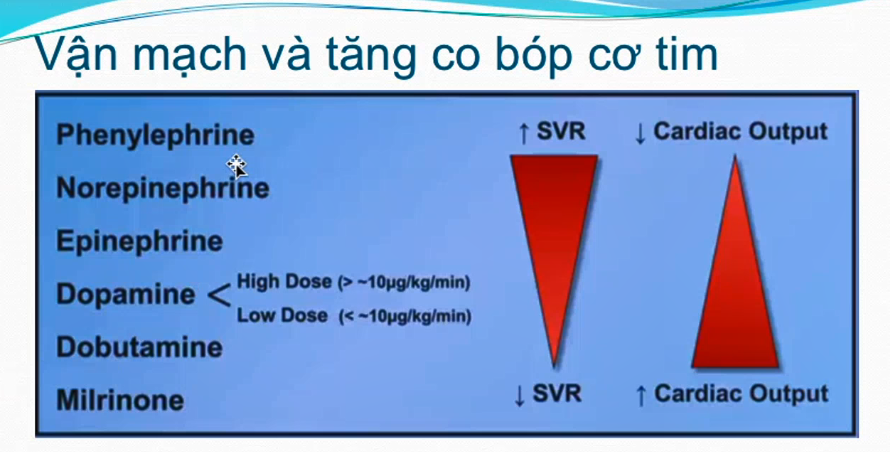 Vận mạch và tăng co bóp cơ tim
Phenylephrine
Norepinephrine
Epinephrine
Dopamine < High Dose (> ~10µg/kg/min)
Low Dose (< ~10µg/kg/min)
Dobutamine
Milrinone
↑ SVR
↓ SVR
↓ Cardiac Output
↑ Cardiac Output